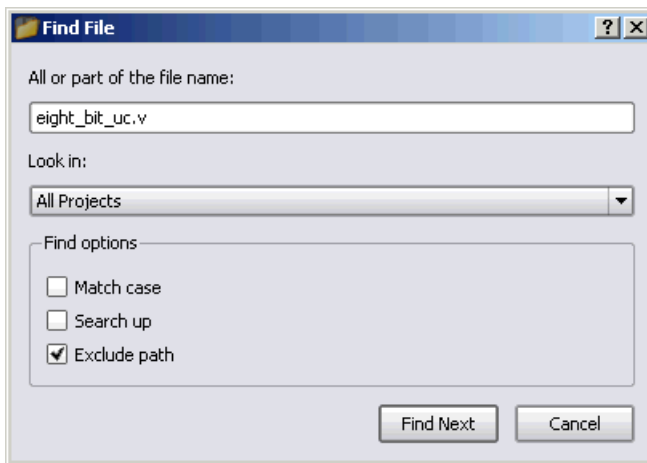 Find File
All or part of the file name:
eight_bit_uc.v
Look in:
All Projects
Find options
Match case
Search up
Exclude path
Find Next Cancel